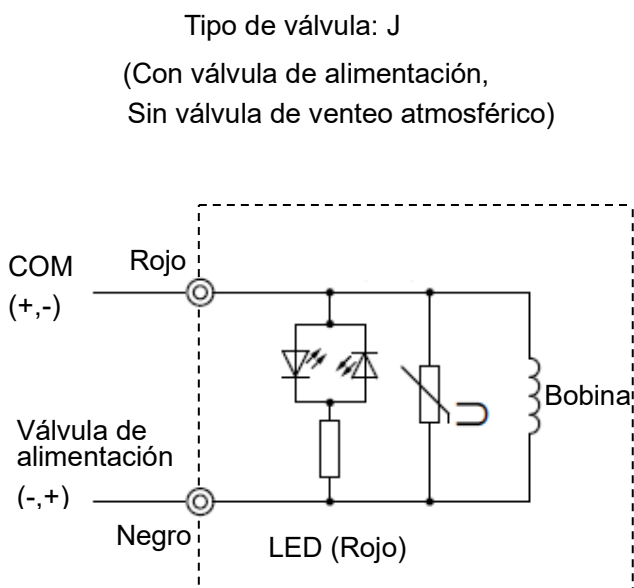 Tipo de válvula: J
(Con válvula de alimentación,
Sin válvula de venteo atmosférico)
COM
(+,-)
Rojo
Bobina
Válvula de
alimentación
(-,+)
Negro
LED (Rojo)